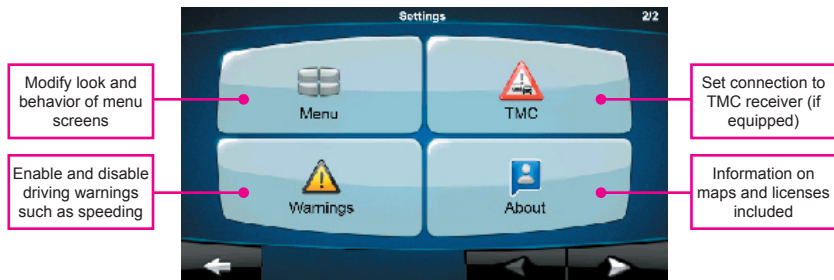 Settings
2/2
Modify look and
behavior of menu
screens
Menu
TMC
Set connection to
TMC receiver (if
equipped)
Enable and disable
driving warnings
such as speeding
Warnings
About
Information on
maps and licenses
included